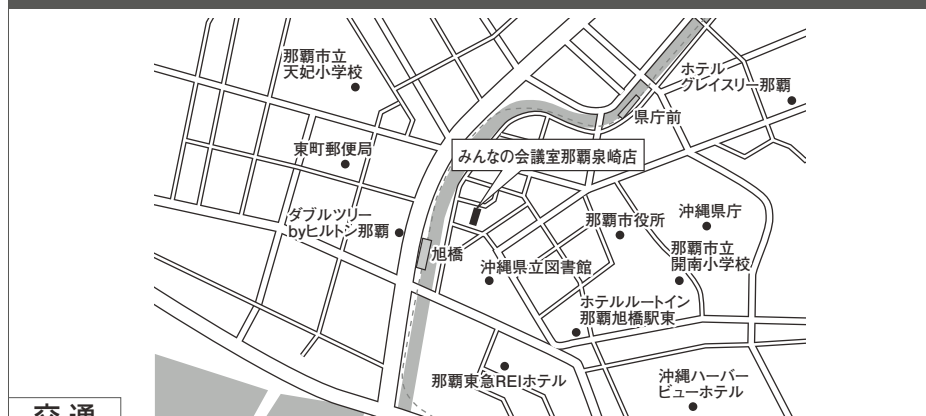 那覇市立
天妃小学校
ホテル
グレイスリー那覇
県庁前
東町郵便局
みんなの会議室那覇泉崎店
ダブルツリー
byヒルトン那覇
旭橋
那覇市役所
沖縄県庁
那覇市立
開南小学校
沖縄県立図書館
ホテルルートイン
那覇旭橋駅東
那覇東急REIホテル
沖縄ハーバー
ビューホテル
交通